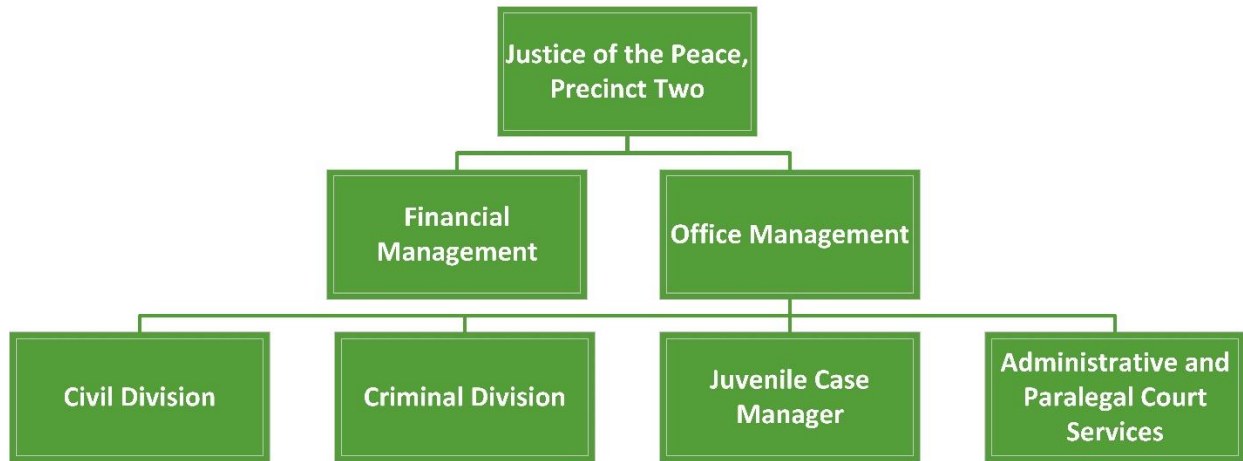 Justice of the Peace,
Precinct Two
Financial
Management
Office Management
Civil Division
Criminal Division
Juvenile Case
Manager
Administrative and
Paralegal Court
Services